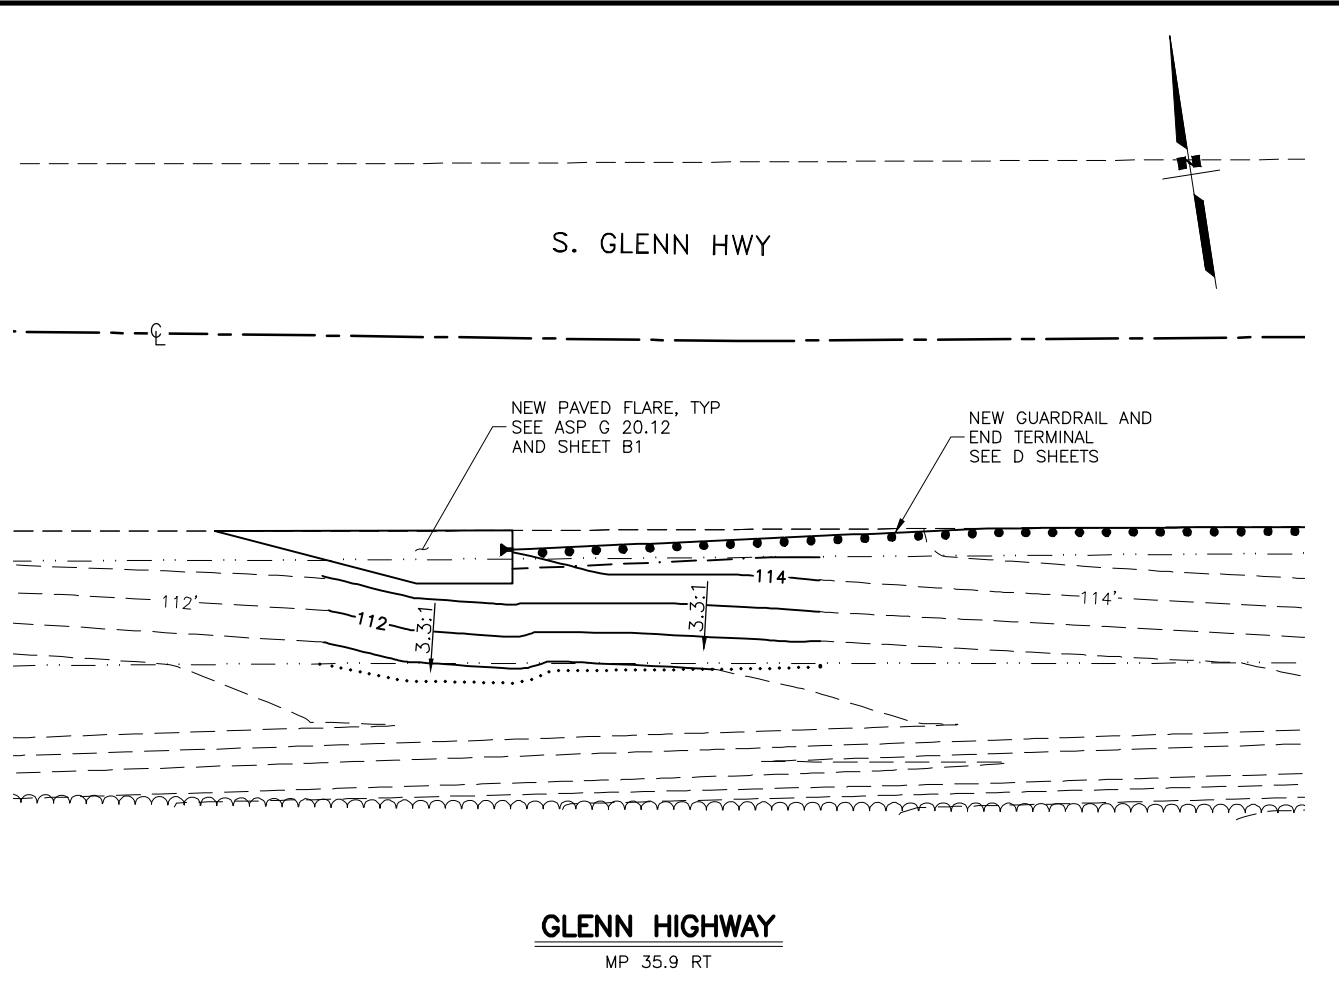 S. GLENN HWY
℄
NEW PAVED FLARE, TYP
SEE ASP G 20.12
AND SHEET B1
NEW GUARDRAIL AND
END TERMINAL
SEE D SHEETS
114
112'
114'
112
3.3:1
3.3:1
GLENN HIGHWAY
MP 35.9 RT